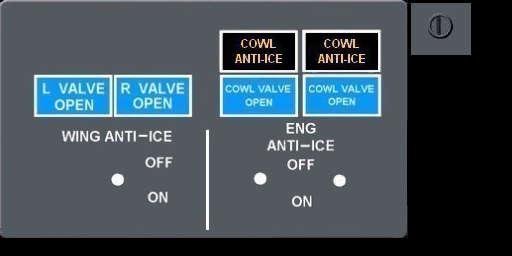 COWL
ANTI-ICE
COWL
ANTI-ICE
L VALVE
OPEN
R VALVE
OPEN
COWL VALVE
OPEN
COWL VALVE
OPEN
WING ANTI-ICE
OFF
ON
ENG
ANTI-ICE
OFF
ON